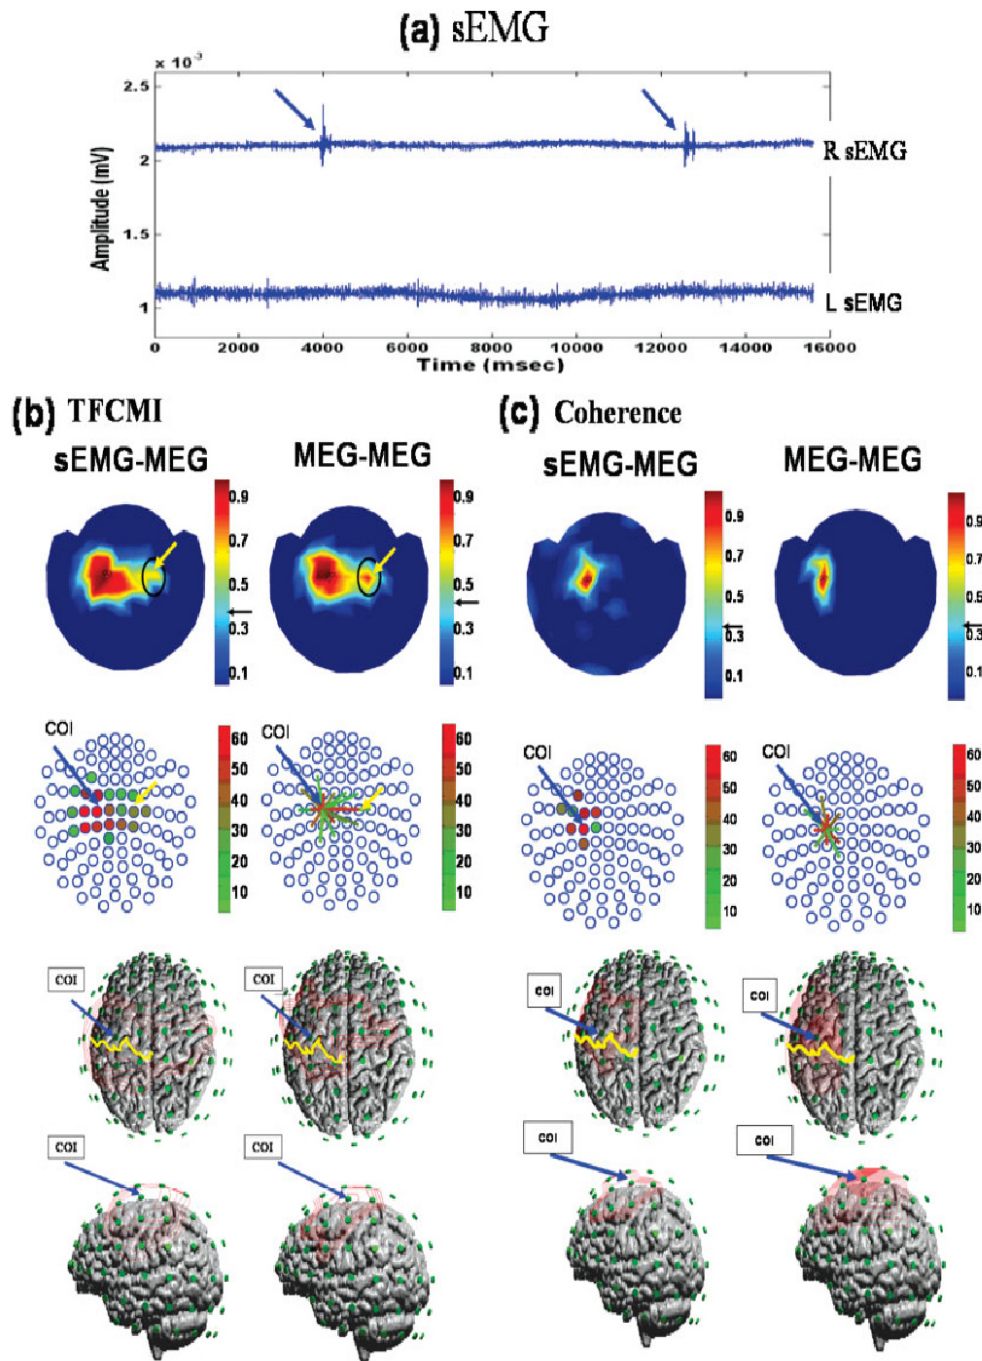 (a) sEMG
× 10⁻³
2.5
2
1.5
1
Amplitude (mV)
R sEMG
L sEMG
0 2000 4000 6000 8000 10000 12000 14000 16000
Time (msec)
(b) TFCMI
(c) Coherence
sEMG-MEG MEG-MEG sEMG-MEG MEG-MEG
0.9 0.7 0.5 0.3 0.1
0.9 0.7 0.5 0.3 0.1
0.9 0.7 0.5 0.3 0.1
0.9 0.7 0.5 0.3 0.1
COI COI COI COI
60 50 40 30 20 10
60 50 40 30 20 10
60 50 40 30 20 10
60 50 40 30 20 10
COI COI COI COI
COI COI COI COI